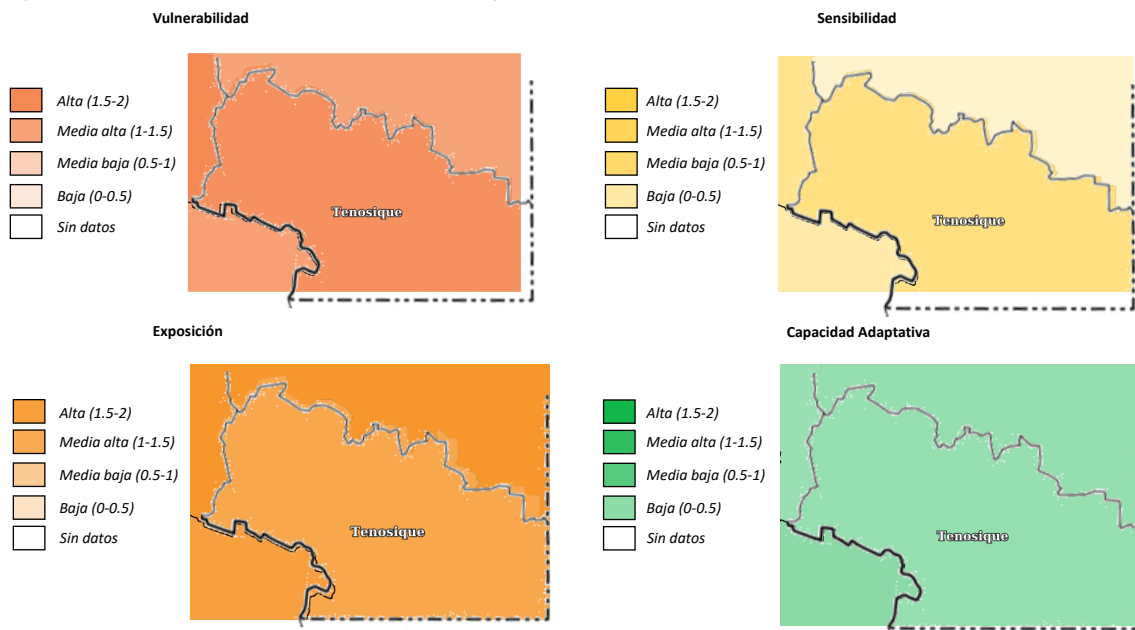 Vulnerabilidad
Alta (1.5-2)
Media alta (1-1.5)
Media baja (0.5-1)
Baja (0-0.5)
Sin datos
Tenosique
Sensibilidad
Alta (1.5-2)
Media alta (1-1.5)
Media baja (0.5-1)
Baja (0-0.5)
Sin datos
Tenosique
Exposición
Alta (1.5-2)
Media alta (1-1.5)
Media baja (0.5-1)
Baja (0-0.5)
Sin datos
Tenosique
Capacidad Adaptativa
Alta (1.5-2)
Media alta (1-1.5)
Media baja (0.5-1)
Baja (0-0.5)
Sin datos
Tenosique